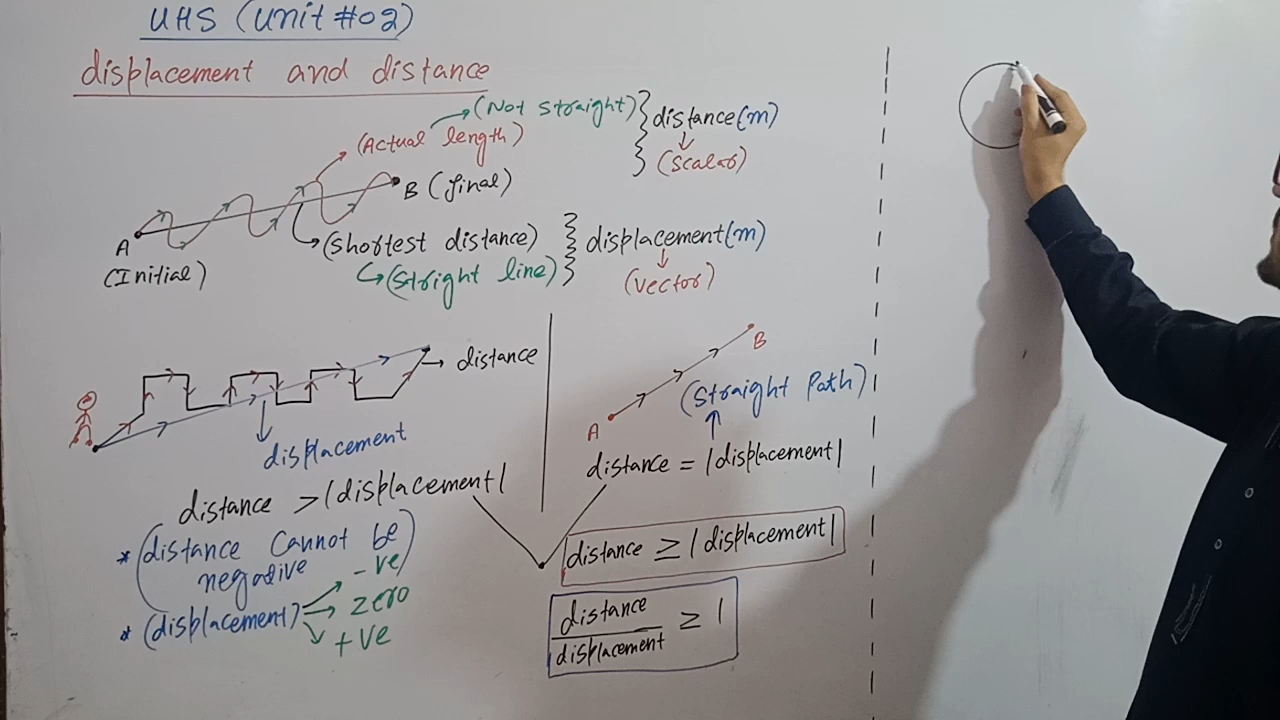 UHS (Unit #02)
displacement and distance
(Not straight)
(Actual length)
distance(m)
(Scalar)
B (final)
A
(Initial)
(Shortest distance)
(Stright line)
displacement(m)
(vector)
distance
displacement
distance > |displacement|
* (distance Cannot be
negative)
* (displacement)
-ve
zero
+ve
A
B
(Straight Path)
distance = |displacement|
distance ≥ |displacement|
distance
displacement ≥ 1